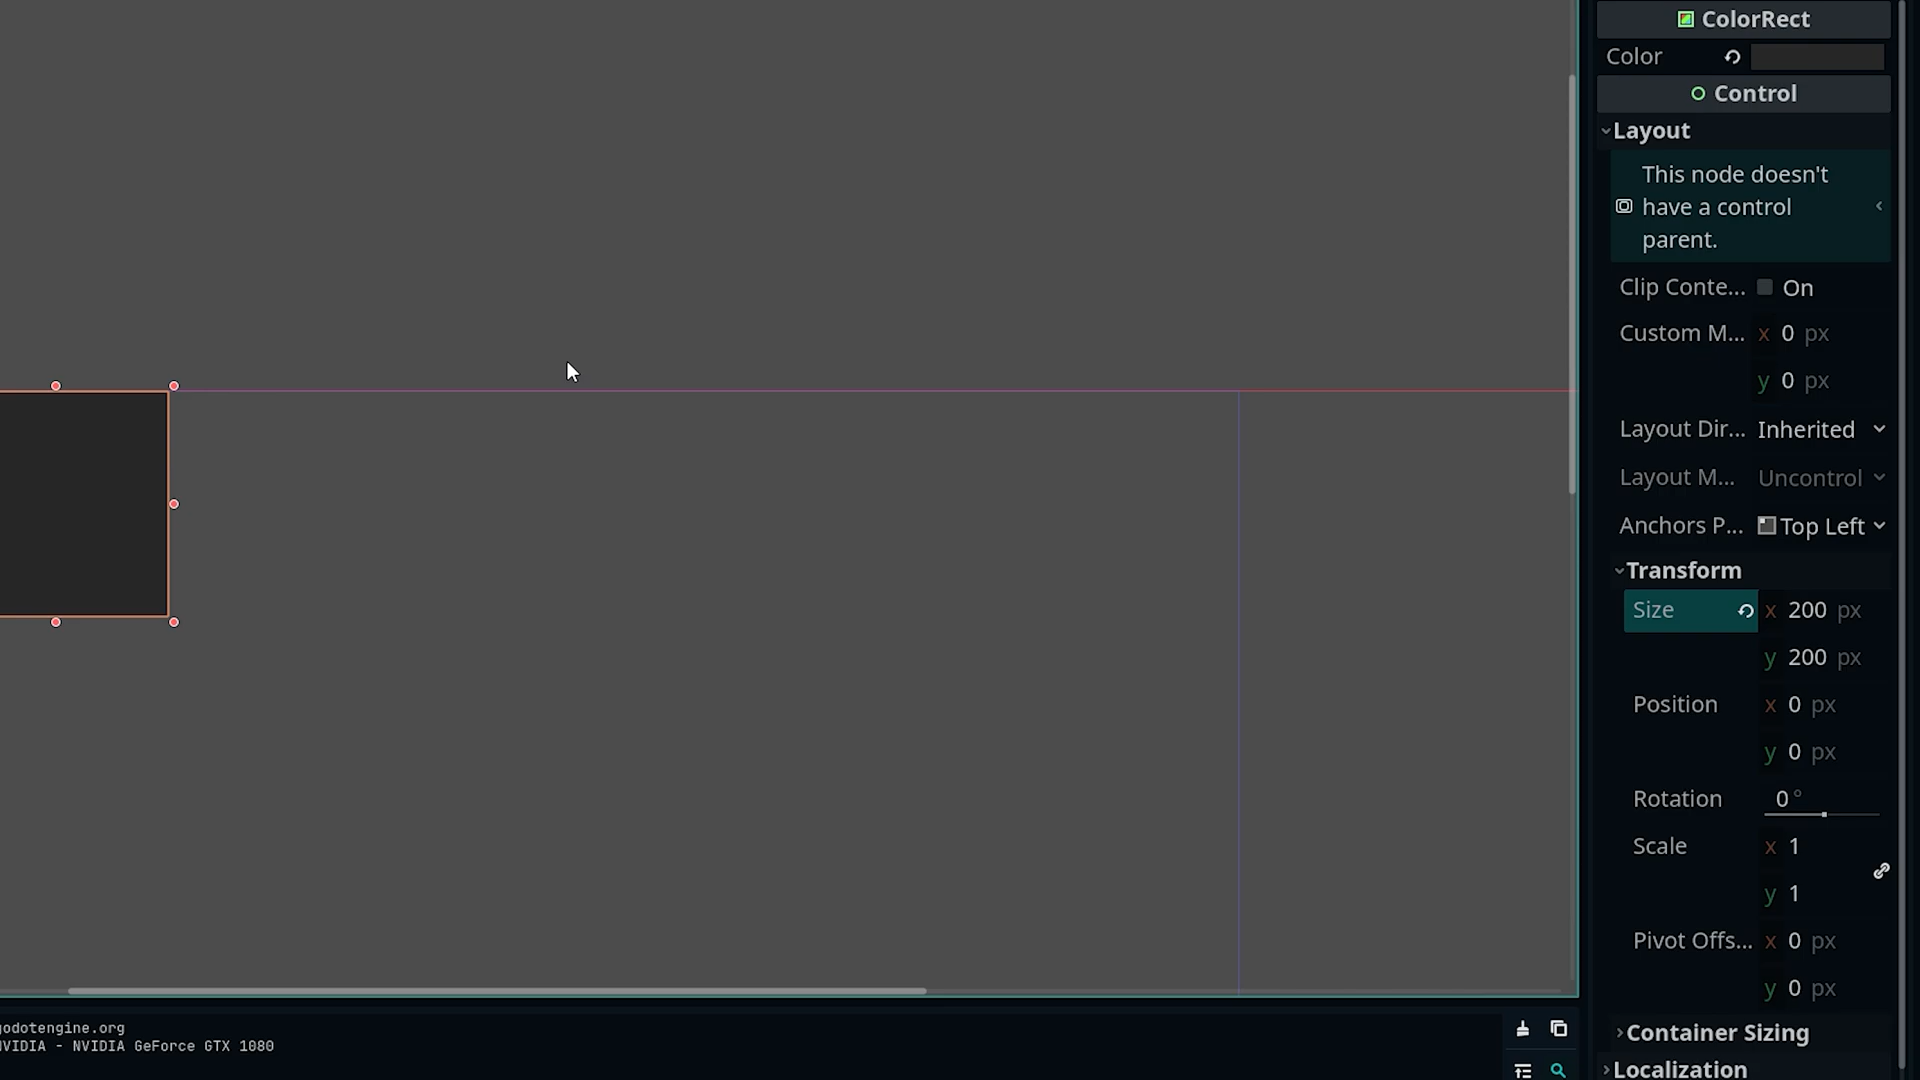 ColorRect
Color
Control
Layout
This node doesn't
have a control
parent.
Clip Conte... On
Custom M... x 0 px
y 0 px
Layout Dir... Inherited
Layout M... Uncontrol
Anchors P... Top Left
Transform
Size x 200 px
y 200 px
Position x 0 px
y 0 px
Rotation 0 °
Scale x 1
y 1
Pivot Offs... x 0 px
y 0 px
Container Sizing
Localization
godotengine.org
NVIDIA - NVIDIA GeForce GTX 1080